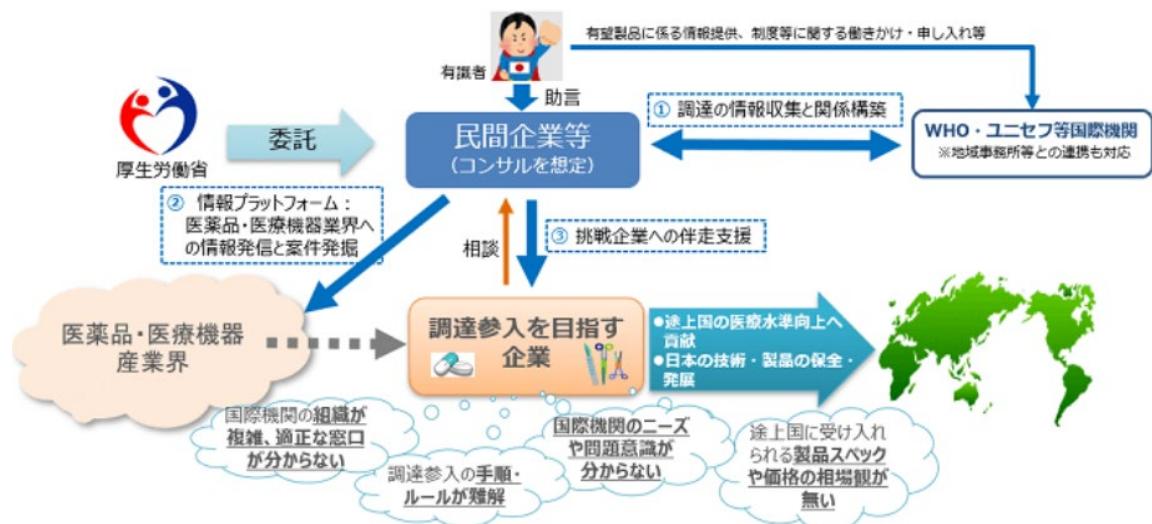 有望製品に係る情報提供、制度等に関する働きかけ・申し入れ等
有識者
助言
厚生労働省
委託
民間企業等
（コンサルを想定）
① 調達の情報収集と関係構築
WHO・ユニセフ等国際機関
※地域事務所等との連携も対応
② 情報プラットフォーム：
医薬品・医療機器業界へ
の情報発信と案件発掘
相談
③ 挑戦企業への伴走支援
医薬品・医療機器
産業界
調達参入を目指す
企業
●途上国の医療水準向上へ
貢献
●日本の技術・製品の保全・
発展
国際機関の組織が
複雑、適正な窓口
が分からない
調達参入の手順・
ルールが難解
国際機関のニーズ
や問題意識が
分からない
途上国に受け入れ
られる製品スペック
や価格の相場観が
無い